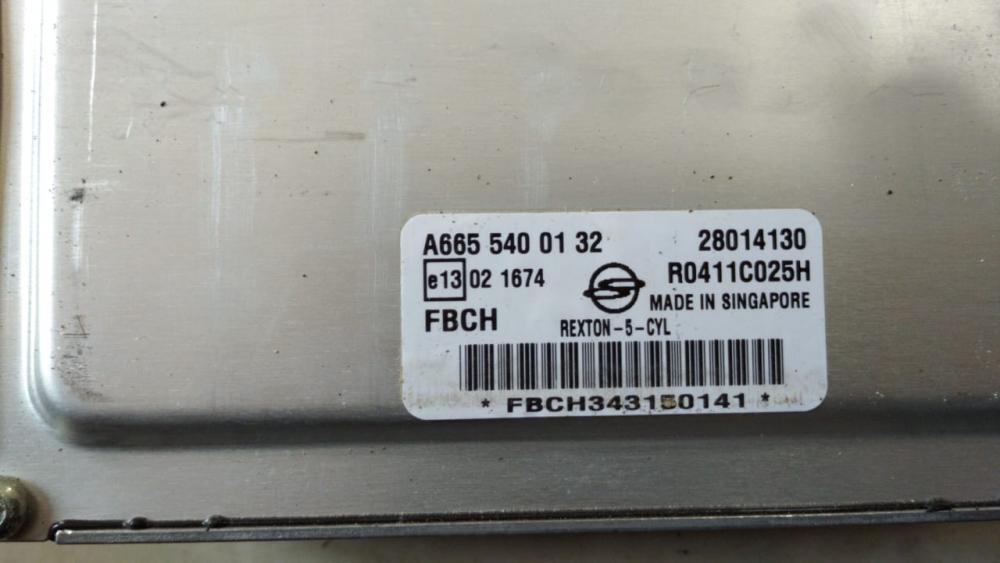 A665 540 01 32 28014130
e13 02 1674 R0411C025H
MADE IN SINGAPORE
FBCH REXTON-5-CYL
* FBCH343150141 *